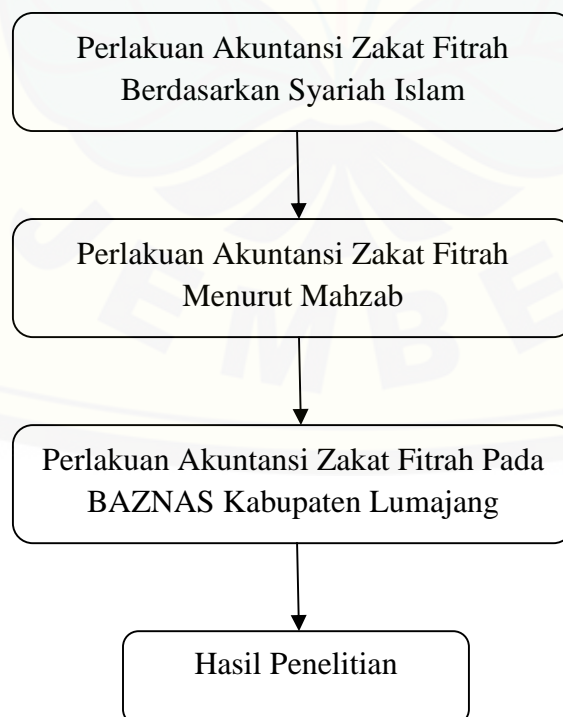 Perlakuan Akuntansi Zakat Fitrah
Berdasarkan Syariah Islam
Perlakuan Akuntansi Zakat Fitrah
Menurut Mahzab
Perlakuan Akuntansi Zakat Fitrah Pada
BAZNAS Kabupaten Lumajang
Hasil Penelitian